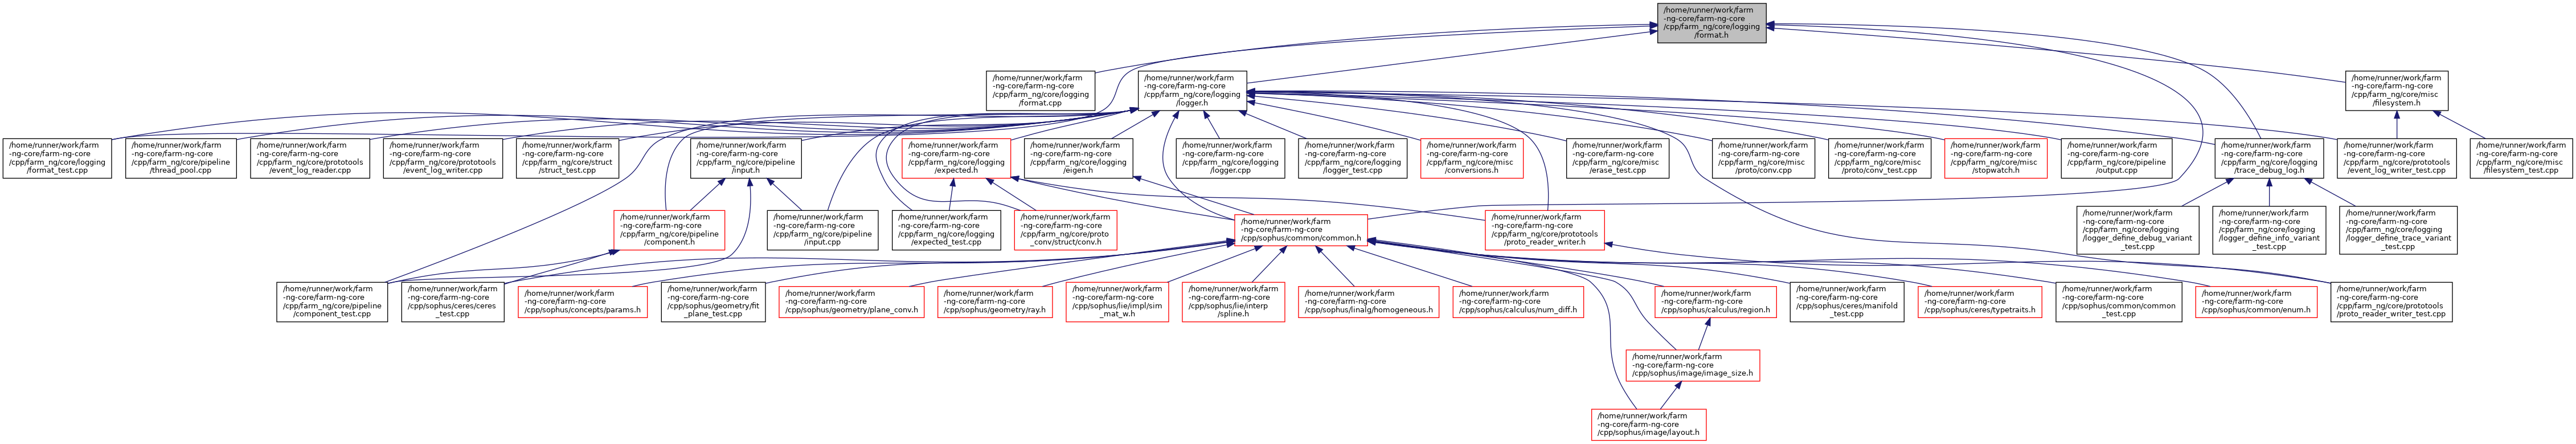 /home/runner/work/farm
-ng-core/farm-ng-core
/cpp/farm_ng/core/logging
/format.h
/home/runner/work/farm
-ng-core/farm-ng-core
/cpp/farm_ng/core/logging
/format.cpp
/home/runner/work/farm
-ng-core/farm-ng-core
/cpp/farm_ng/core/logging
/logger.h
/home/runner/work/farm
-ng-core/farm-ng-core
/cpp/farm_ng/core/misc
/filesystem.h
/home/runner/work/farm
-ng-core/farm-ng-core
/cpp/farm_ng/core/logging
/format_test.cpp
/home/runner/work/farm
-ng-core/farm-ng-core
/cpp/farm_ng/core/pipeline
/thread_pool.cpp
/home/runner/work/farm
-ng-core/farm-ng-core
/cpp/farm_ng/core/prototools
/event_log_reader.cpp
/home/runner/work/farm
-ng-core/farm-ng-core
/cpp/farm_ng/core/prototools
/event_log_writer.cpp
/home/runner/work/farm
-ng-core/farm-ng-core
/cpp/farm_ng/core/struct
/struct_test.cpp
/home/runner/work/farm
-ng-core/farm-ng-core
/cpp/farm_ng/core/pipeline
/input.h
/home/runner/work/farm
-ng-core/farm-ng-core
/cpp/farm_ng/core/logging
/expected.h
/home/runner/work/farm
-ng-core/farm-ng-core
/cpp/farm_ng/core/logging
/eigen.h
/home/runner/work/farm
-ng-core/farm-ng-core
/cpp/farm_ng/core/logging
/logger.cpp
/home/runner/work/farm
-ng-core/farm-ng-core
/cpp/farm_ng/core/logging
/logger_test.cpp
/home/runner/work/farm
-ng-core/farm-ng-core
/cpp/farm_ng/core/misc
/conversions.h
/home/runner/work/farm
-ng-core/farm-ng-core
/cpp/farm_ng/core/misc
/erase_test.cpp
/home/runner/work/farm
-ng-core/farm-ng-core
/cpp/farm_ng/core/misc
/proto/conv.cpp
/home/runner/work/farm
-ng-core/farm-ng-core
/cpp/farm_ng/core/misc
/proto/conv_test.cpp
/home/runner/work/farm
-ng-core/farm-ng-core
/cpp/farm_ng/core/misc
/stopwatch.h
/home/runner/work/farm
-ng-core/farm-ng-core
/cpp/farm_ng/core/pipeline
/output.cpp
/home/runner/work/farm
-ng-core/farm-ng-core
/cpp/farm_ng/core/logging
/trace_debug_log.h
/home/runner/work/farm
-ng-core/farm-ng-core
/cpp/farm_ng/core/prototools
/event_log_writer_test.cpp
/home/runner/work/farm
-ng-core/farm-ng-core
/cpp/farm_ng/core/misc
/filesystem_test.cpp
/home/runner/work/farm
-ng-core/farm-ng-core
/cpp/farm_ng/core/pipeline
/component.h
/home/runner/work/farm
-ng-core/farm-ng-core
/cpp/farm_ng/core/pipeline
/input.cpp
/home/runner/work/farm
-ng-core/farm-ng-core
/cpp/farm_ng/core/logging
/expected_test.cpp
/home/runner/work/farm
-ng-core/farm-ng-core
/cpp/farm_ng/core/proto
_conv/struct/conv.h
/home/runner/work/farm
-ng-core/farm-ng-core
/cpp/sophus/common/common.h
/home/runner/work/farm
-ng-core/farm-ng-core
/cpp/farm_ng/core/prototools
/proto_reader_writer.h
/home/runner/work/farm
-ng-core/farm-ng-core
/cpp/farm_ng/core/logging
/logger_define_debug_variant
_test.cpp
/home/runner/work/farm
-ng-core/farm-ng-core
/cpp/farm_ng/core/logging
/logger_define_info_variant
_test.cpp
/home/runner/work/farm
-ng-core/farm-ng-core
/cpp/farm_ng/core/logging
/logger_define_trace_variant
_test.cpp
/home/runner/work/farm
-ng-core/farm-ng-core
/cpp/farm_ng/core/pipeline
/component_test.cpp
/home/runner/work/farm
-ng-core/farm-ng-core
/cpp/sophus/ceres/ceres
_test.cpp
/home/runner/work/farm
-ng-core/farm-ng-core
/cpp/sophus/concepts/params.h
/home/runner/work/farm
-ng-core/farm-ng-core
/cpp/sophus/geometry/fit
_plane_test.cpp
/home/runner/work/farm
-ng-core/farm-ng-core
/cpp/sophus/geometry/plane_conv.h
/home/runner/work/farm
-ng-core/farm-ng-core
/cpp/sophus/geometry/ray.h
/home/runner/work/farm
-ng-core/farm-ng-core
/cpp/sophus/lie/impl/sim
_mat_w.h
/home/runner/work/farm
-ng-core/farm-ng-core
/cpp/sophus/lie/interp
/spline.h
/home/runner/work/farm
-ng-core/farm-ng-core
/cpp/sophus/linalg/homogeneous.h
/home/runner/work/farm
-ng-core/farm-ng-core
/cpp/sophus/calculus/num_diff.h
/home/runner/work/farm
-ng-core/farm-ng-core
/cpp/sophus/calculus/region.h
/home/runner/work/farm
-ng-core/farm-ng-core
/cpp/sophus/ceres/manifold
_test.cpp
/home/runner/work/farm
-ng-core/farm-ng-core
/cpp/sophus/ceres/typetraits.h
/home/runner/work/farm
-ng-core/farm-ng-core
/cpp/sophus/common/common
_test.cpp
/home/runner/work/farm
-ng-core/farm-ng-core
/cpp/sophus/common/enum.h
/home/runner/work/farm
-ng-core/farm-ng-core
/cpp/farm_ng/core/prototools
/proto_reader_writer_test.cpp
/home/runner/work/farm
-ng-core/farm-ng-core
/cpp/sophus/image/image_size.h
/home/runner/work/farm
-ng-core/farm-ng-core
/cpp/sophus/image/layout.h